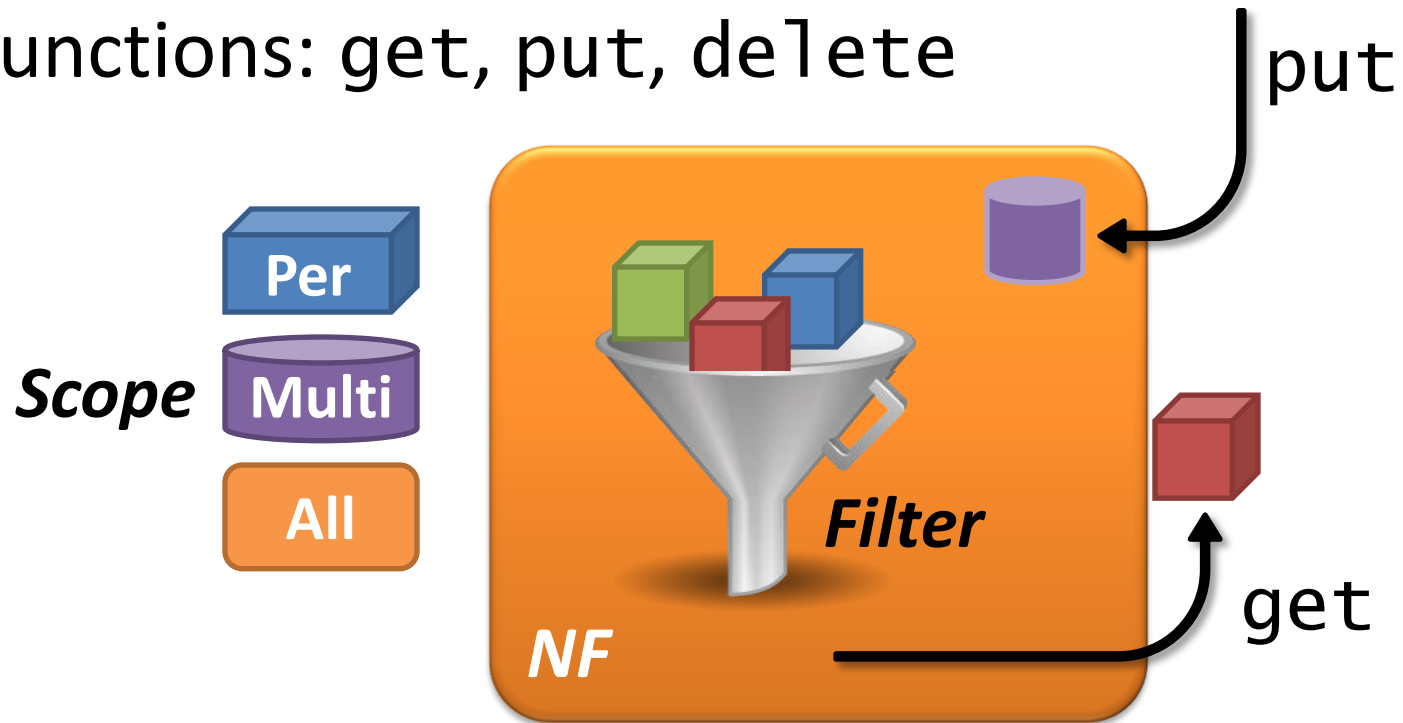 unctions: get, put, delete
put
Per
Scope
Multi
All
Filter
NF
get